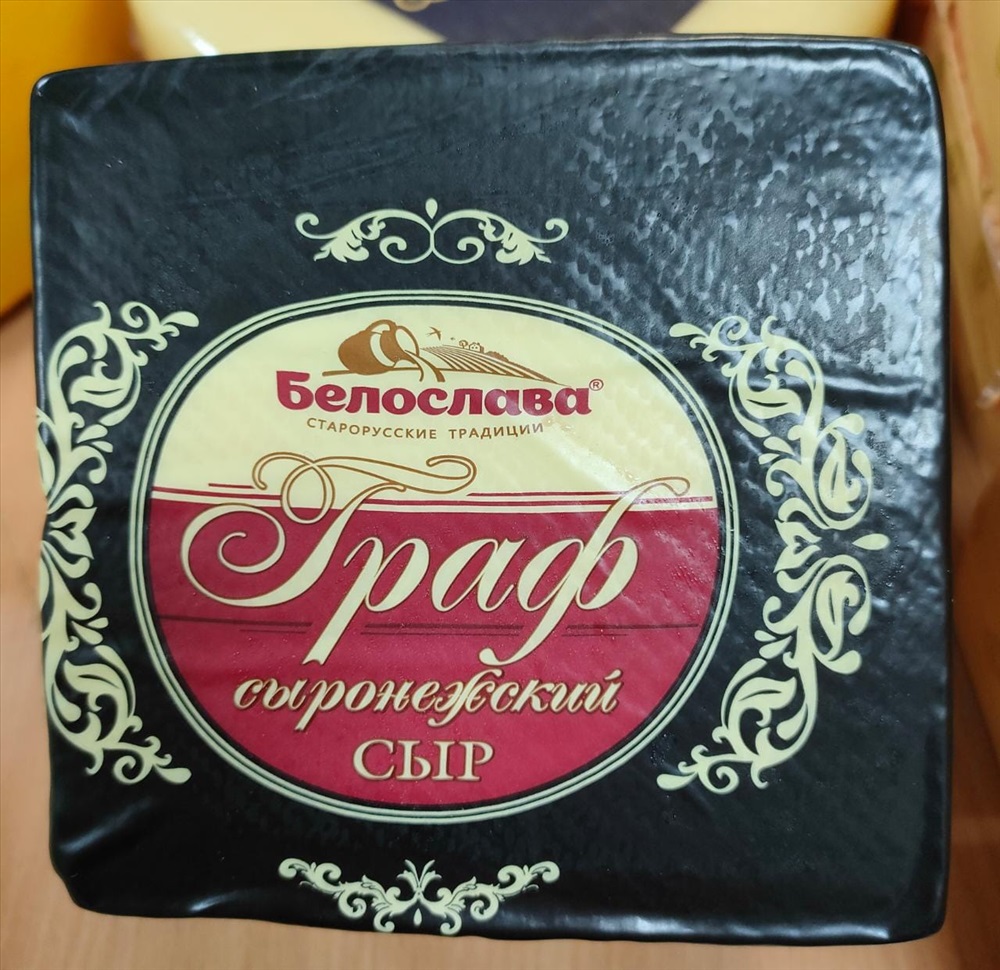 Белослава®
СТАРОРУССКИЕ ТРАДИЦИИ
Граф
сыронежский
СЫР